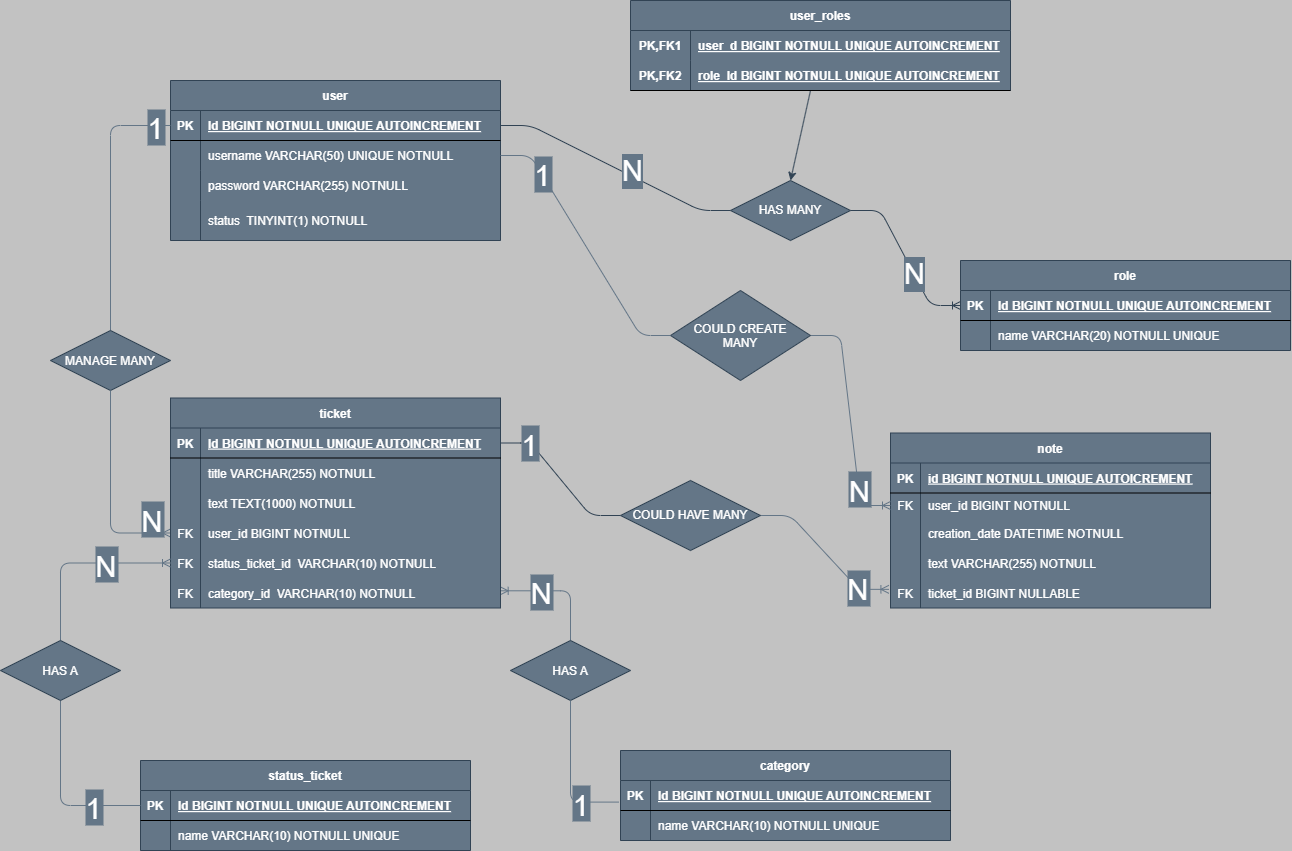 user_roles
PK,FK1 user_d BIGINT NOTNULL UNIQUE AUTOINCREMENT
PK,FK2 role_Id BIGINT NOTNULL UNIQUE AUTOINCREMENT
user
PK Id BIGINT NOTNULL UNIQUE AUTOINCREMENT
username VARCHAR(50) UNIQUE NOTNULL
password VARCHAR(255) NOTNULL
status TINYINT(1) NOTNULL
1
N
1
HAS MANY
N
role
PK Id BIGINT NOTNULL UNIQUE AUTOINCREMENT
name VARCHAR(20) NOTNULL UNIQUE
COULD CREATE
MANY
MANAGE MANY
ticket
PK Id BIGINT NOTNULL UNIQUE AUTOINCREMENT
title VARCHAR(255) NOTNULL
text TEXT(1000) NOTNULL
FK user_id BIGINT NOTNULL
FK status_ticket_id VARCHAR(10) NOTNULL
FK category_id VARCHAR(10) NOTNULL
1
COULD HAVE MANY
N
N
note
PK id BIGINT NOTNULL UNIQUE AUTOICREMENT
FK user_id BIGINT NOTNULL
creation_date DATETIME NOTNULL
text VARCHAR(255) NOTNULL
FK ticket_id BIGINT NULLABLE
N
N
N
HAS A
HAS A
1
status_ticket
PK Id BIGINT NOTNULL UNIQUE AUTOINCREMENT
name VARCHAR(10) NOTNULL UNIQUE
1
category
PK Id BIGINT NOTNULL UNIQUE AUTOINCREMENT
name VARCHAR(10) NOTNULL UNIQUE